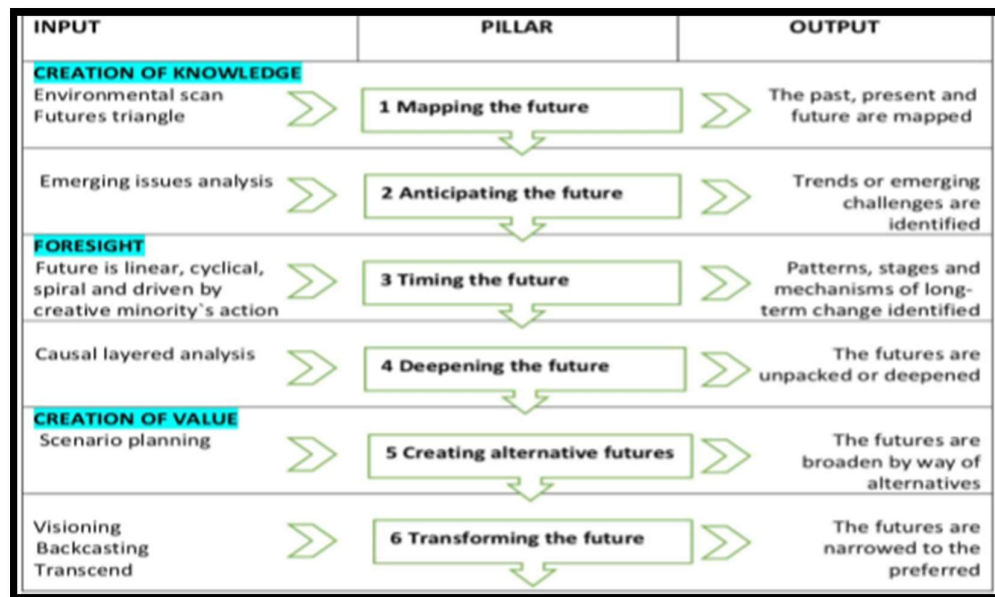 INPUT
PILLAR
OUTPUT
CREATION OF KNOWLEDGE
Environmental scan
Futures triangle
1 Mapping the future
The past, present and
future are mapped
Emerging issues analysis
2 Anticipating the future
Trends or emerging
challenges are
identified
FORESIGHT
Future is linear, cyclical,
spiral and driven by
creative minority`s action
3 Timing the future
Patterns, stages and
mechanisms of long-
term change identified
Causal layered analysis
4 Deepening the future
The futures are
unpacked or deepened
CREATION OF VALUE
Scenario planning
5 Creating alternative futures
The futures are
broaden by way of
alternatives
Visioning
Backcasting
Transcend
6 Transforming the future
The futures are
narrowed to the
preferred